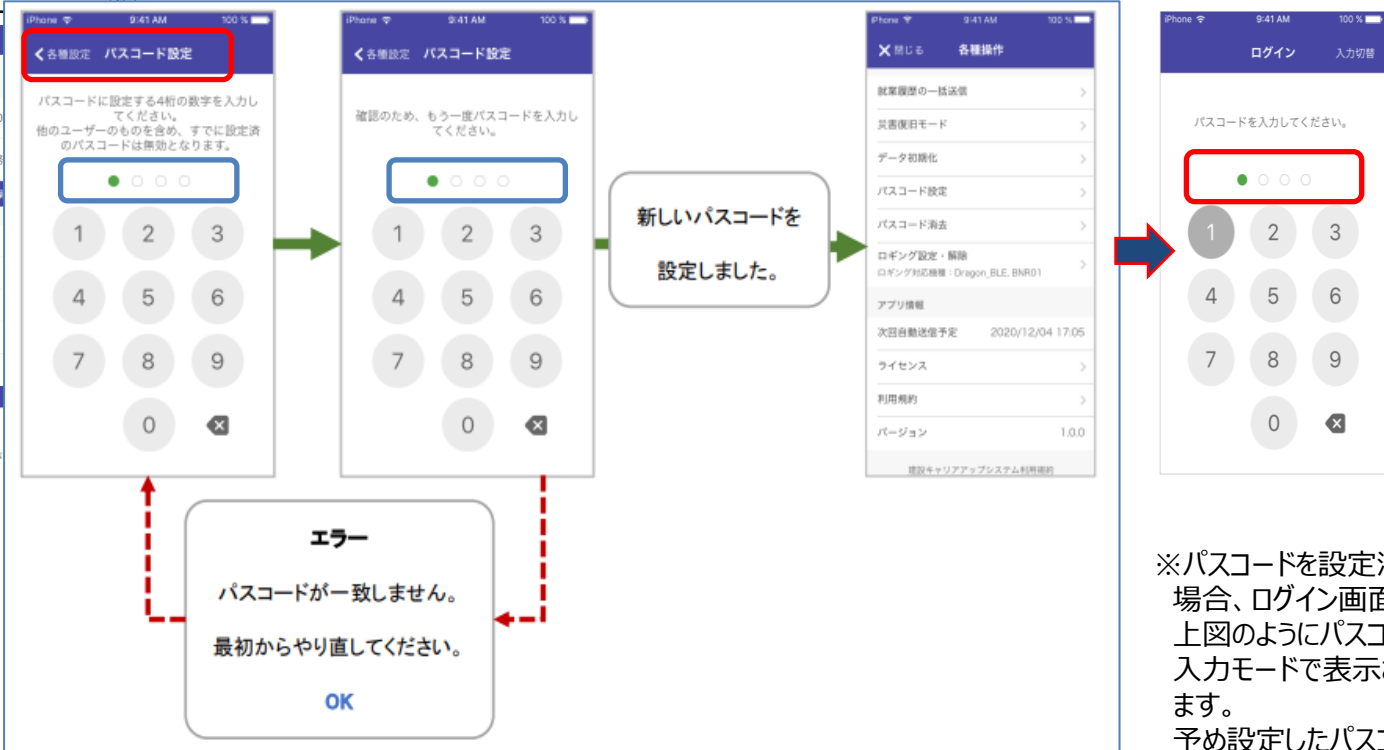 iPhone 9:41 AM 100 %
各種設定 パスコード設定
パスコードに設定する4桁の数字を入力し
てください。
他のユーザーのものを含め、すでに設定済
のパスコードは無効となります。
1 2 3
4 5 6
7 8 9
0
iPhone 9:41 AM 100 %
各種設定 パスコード設定
確認のため、もう一度パスコードを入力し
てください。
1 2 3
4 5 6
7 8 9
0
エラー
パスコードが一致しません。
最初からやり直してください。
OK
新しいパスコードを
設定しました。
iPhone 9:41 AM 100 %
閉じる 各種操作
就業履歴の一括送信
災害復旧モード
データ初期化
パスコード設定
パスコード消去
ロギング設定・解除
ロギング対応機種：Dragon_BLE, BNR01
アプリ情報
次回自動送信予定 2020/12/04 17:05
ライセンス
利用規約
バージョン 1.0.0
建設キャリアアップシステム利用規約
iPhone 9:41 AM 100 %
ログイン 入力切替
パスコードを入力してください。
1 2 3
4 5 6
7 8 9
0
※パスコードを設定
場合、ログイン画面
上図のようにパスコ
入力モードで表示
ます。
予め設定したパスコ